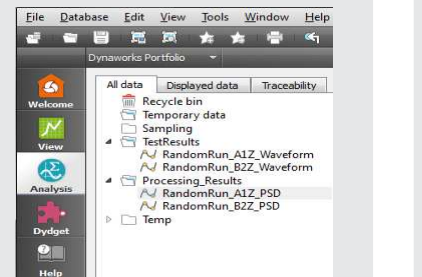 File Database Edit View Tools Window Help
Dynaworks Portfolio
All data Displayed data Traceability
Welcome
Recycle bin
Temporary data
Sampling
View
TestResults
RandomRun_A1Z_Waveform
RandomRun_B2Z_Waveform
Analysis
Processing_Results
RandomRun_A1Z_PSD
RandomRun_B2Z_PSD
Temp
Dydget
Help